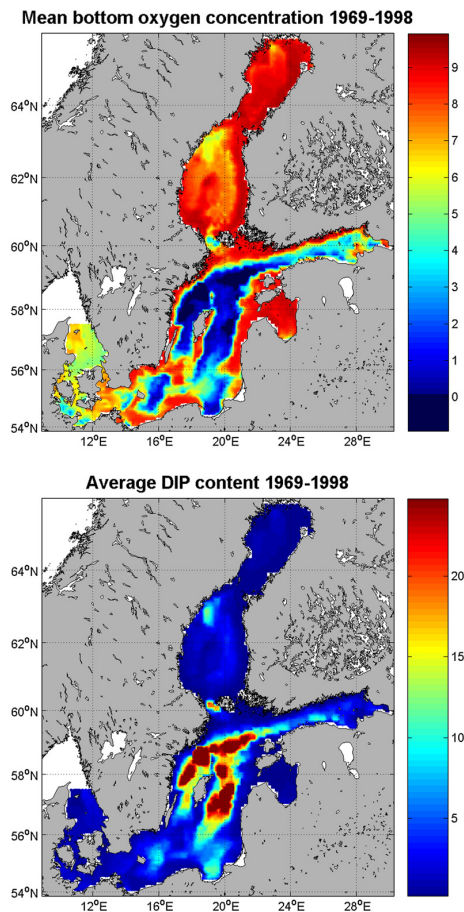 Mean bottom oxygen concentration 1969-1998
64°N
62°N
60°N
58°N
56°N
54°N
12°E
16°E
20°E
24°E
28°E
9
8
7
6
5
4
3
2
1
0
Average DIP content 1969-1998
64°N
62°N
60°N
58°N
56°N
54°N
12°E
16°E
20°E
24°E
28°E
20
15
10
5